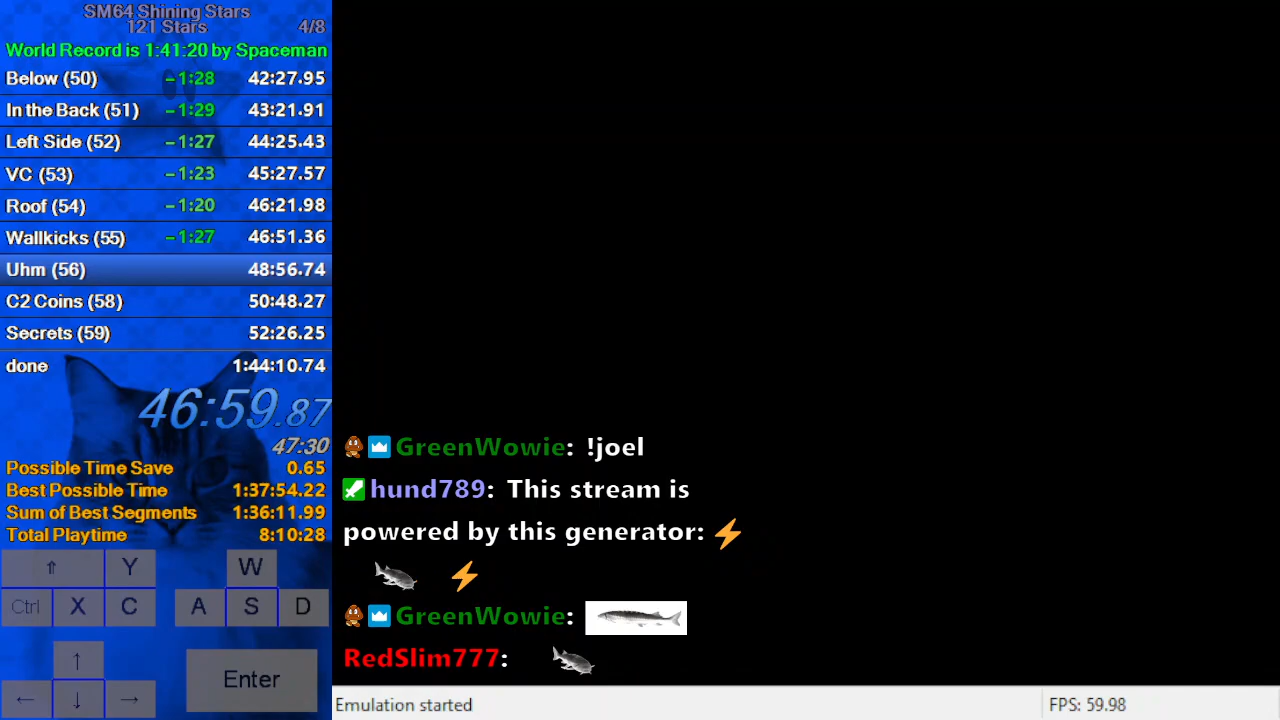 SM64 Shining Stars
121 Stars 4/8
World Record is 1:41:20 by Spaceman
Below (50) -1:28 42:27.95
In the Back (51) -1:29 43:21.91
Left Side (52) -1:27 44:25.43
VC (53) -1:23 45:27.57
Roof (54) -1:20 46:21.98
Wallkicks (55) -1:27 46:51.36
Uhm (56) 48:56.74
C2 Coins (58) 50:48.27
Secrets (59) 52:26.25
done 1:44:10.74
46:59.87
47:30
Possible Time Save 0.65
Best Possible Time 1:37:54.22
Sum of Best Segments 1:36:11.99
Total Playtime 8:10:28
⇑ Y W
Ctrl X C A S D
↑
← ↓ → Enter
GreenWowie: !joel
hund789: This stream is
powered by this generator: ⚡
⚡
GreenWowie:
RedSlim777:
Emulation started FPS: 59.98